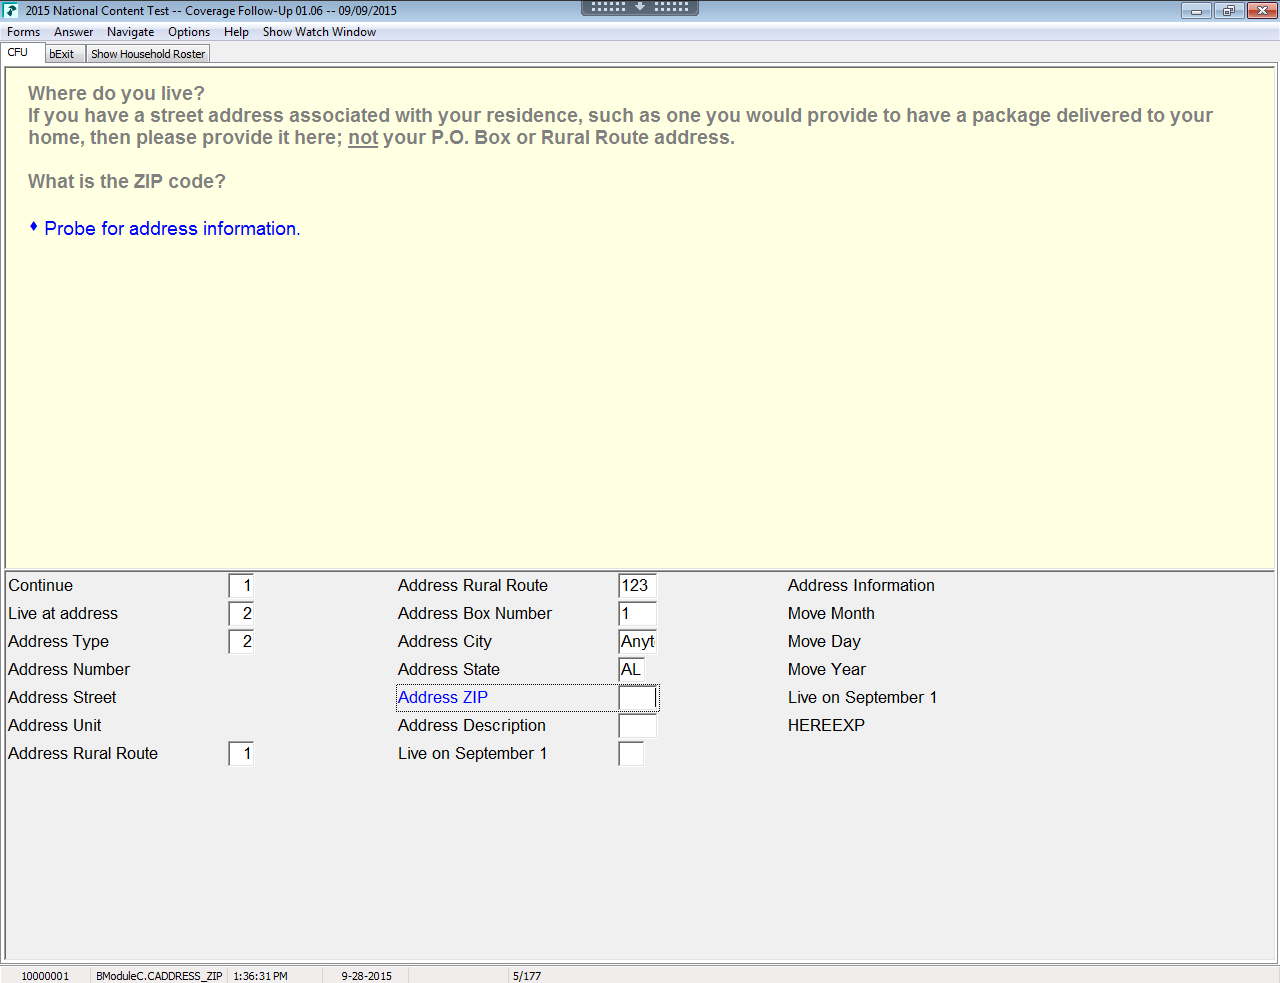 2015 National Content Test -- Coverage Follow-Up 01.06 -- 09/09/2015
Forms Answer Navigate Options Help Show Watch Window
CFU bExit Show Household Roster
Where do you live?
If you have a street address associated with your residence, such as one you would provide to have a package delivered to your
home, then please provide it here; not your P.O. Box or Rural Route address.
What is the ZIP code?
♦ Probe for address information.
Continue 1 Address Rural Route 123 Address Information
Live at address 2 Address Box Number 1 Move Month
Address Type 2 Address City Anyt Move Day
Address Number Address State AL Move Year
Address Street Address ZIP Live on September 1
Address Unit Address Description HEREEXP
Address Rural Route 1 Live on September 1
10000001 BModuleC.CADDRESS_ZIP 1:36:31 PM 9-28-2015 5/177